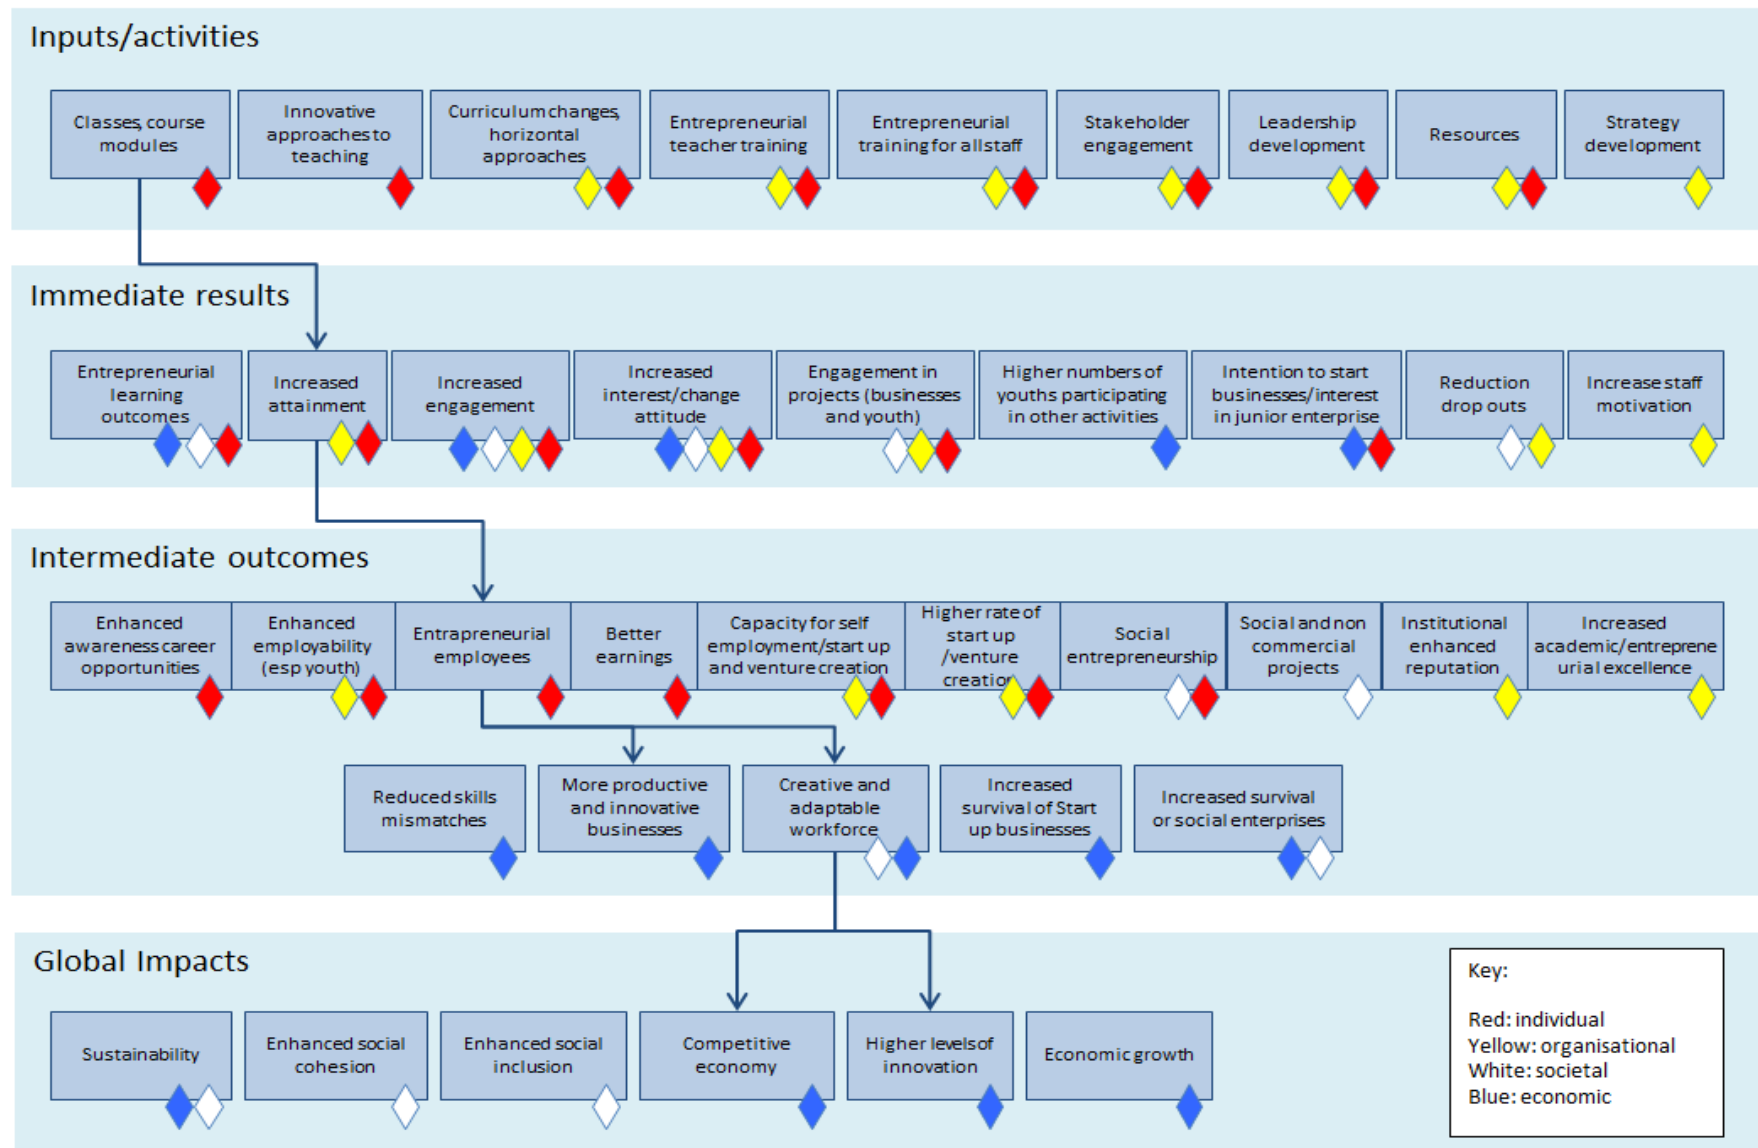 Inputs/activities
Classes, course
modules
Innovative
approaches to
teaching
Curriculum changes,
horizontal
approaches
Entrepreneurial
teacher training
Entrepreneurial
training for all staff
Stakeholder
engagement
Leadership
development
Resources
Strategy
development
Immediate results
Entrepreneurial
learning
outcomes
Increased
attainment
Increased
engagement
Increased
interest/change
attitude
Engagement in
projects (businesses
and youth)
Higher numbers of
youths participating
in other activities
Intention to start
businesses/interest
in junior enterprise
Reduction
drop outs
Increase staff
motivation
Intermediate outcomes
Enhanced
awareness career
opportunities
Enhanced
employability
(esp youth)
Entrapreneurial
employees
Better
earnings
Capacity for self
employment/start up
and venture creation
Higher rate of
start up
/venture
creation
Social
entrepreneurship
Social and non
commercial
projects
Institutional
enhanced
reputation
Increased
academic/entreprene
urial excellence
Reduced skills
mismatches
More productive
and innovative
businesses
Creative and
adaptable
workforce
Increased
survival of Start
up businesses
Increased survival
or social enterprises
Global Impacts
Sustainability
Enhanced social
cohesion
Enhanced social
inclusion
Competitive
economy
Higher levels of
innovation
Economic growth
Key:
Red: individual
Yellow: organisational
White: societal
Blue: economic